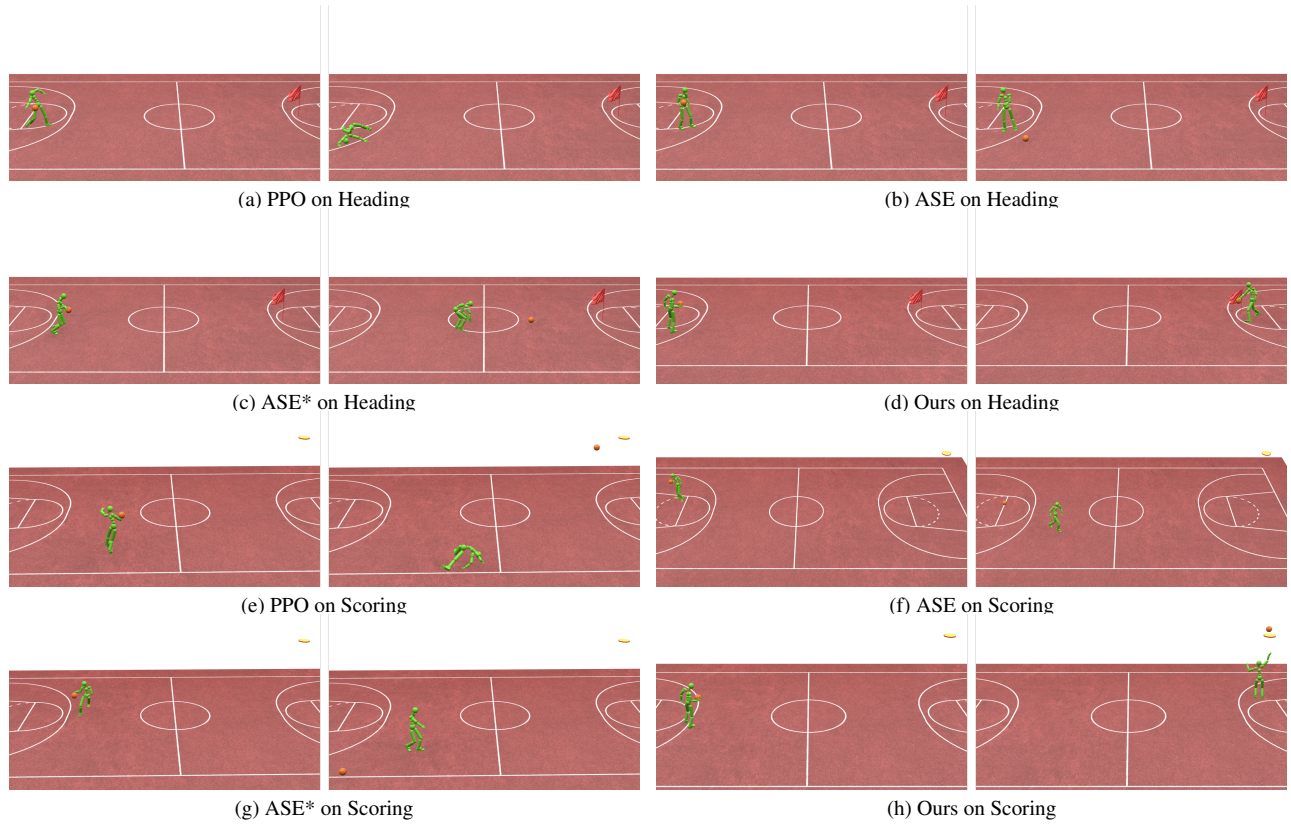 (a) PPO on Heading
(b) ASE on Heading
(c) ASE* on Heading
(d) Ours on Heading
(e) PPO on Scoring
(f) ASE on Scoring
(g) ASE* on Scoring
(h) Ours on Scoring